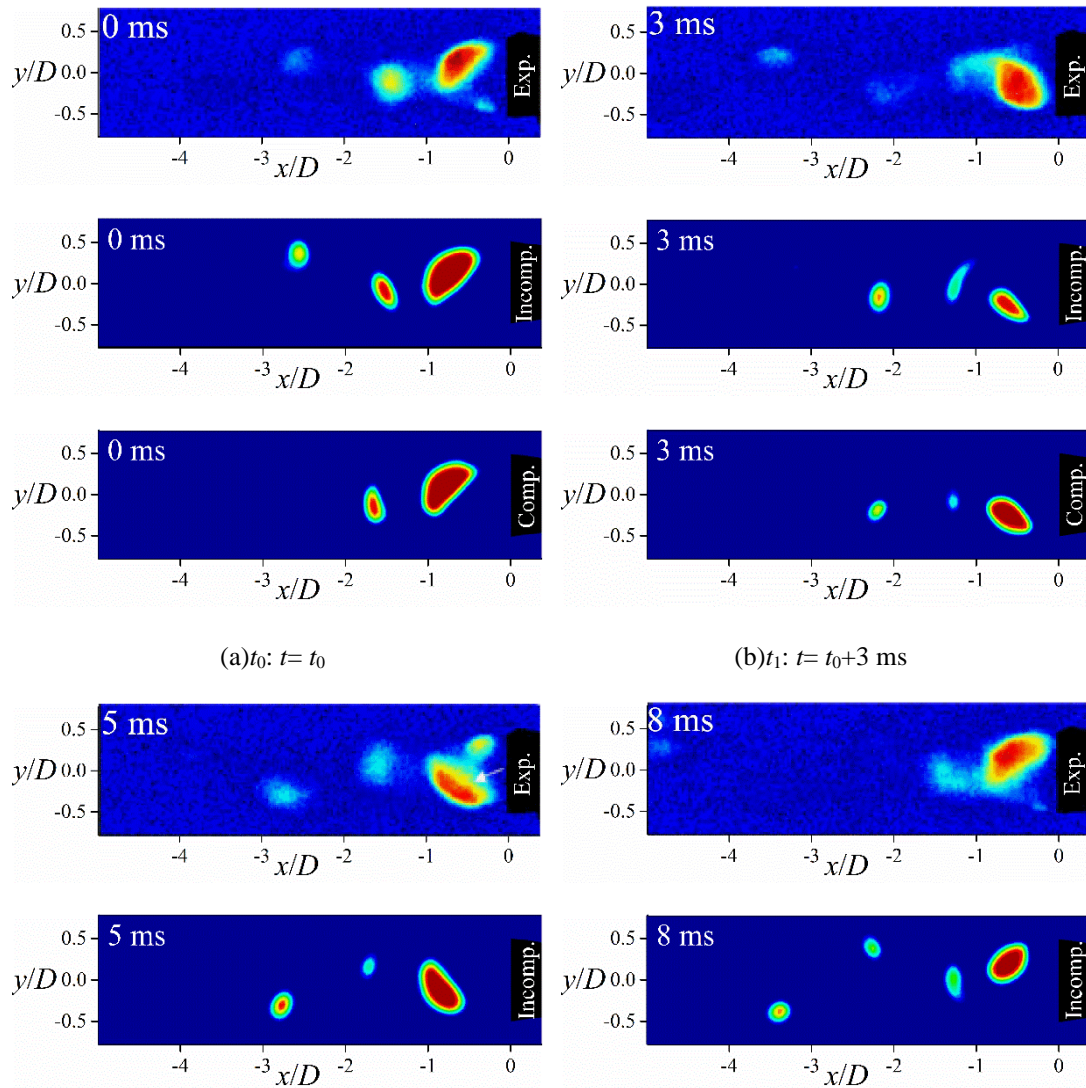 0 ms
0.5
0.0
-0.5
y/D
Exp.
-4 -3 -2 -1 0
x/D
3 ms
0.5
0.0
-0.5
y/D
Exp.
-4 -3 -2 -1 0
x/D
0 ms
0.5
0.0
-0.5
y/D
Incomp.
-4 -3 -2 -1 0
x/D
3 ms
0.5
0.0
-0.5
y/D
Incomp.
-4 -3 -2 -1 0
x/D
0 ms
0.5
0.0
-0.5
y/D
Comp.
-4 -3 -2 -1 0
x/D
3 ms
0.5
0.0
-0.5
y/D
Comp.
-4 -3 -2 -1 0
x/D
(a)t0: t= t0
(b)t1: t= t0+3 ms
5 ms
0.5
0.0
-0.5
y/D
Exp.
-4 -3 -2 -1 0
x/D
8 ms
0.5
0.0
-0.5
y/D
Exp.
-4 -3 -2 -1 0
x/D
5 ms
0.5
0.0
-0.5
y/D
Incomp.
-4 -3 -2 -1 0
x/D
8 ms
0.5
0.0
-0.5
y/D
Incomp.
-4 -3 -2 -1 0
x/D